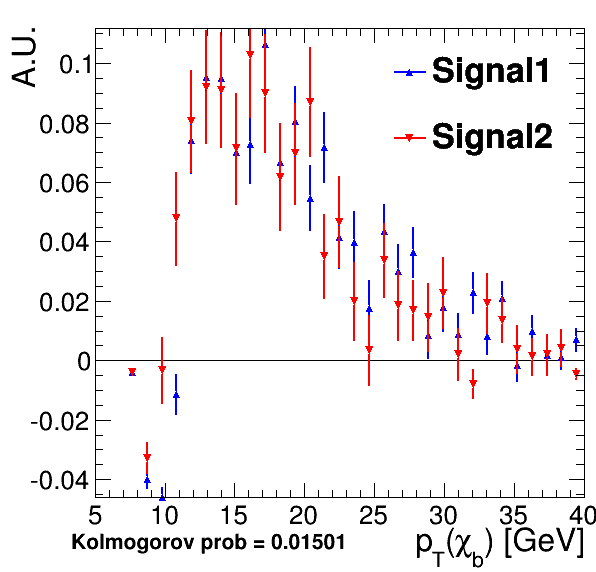 A.U.
0.1
0.08
0.06
0.04
0.02
0
-0.02
-0.04
Signal1
Signal2
5 10 15 20 25 30 35 40
Kolmogorov prob = 0.01501
p_T(χ_b) [GeV]